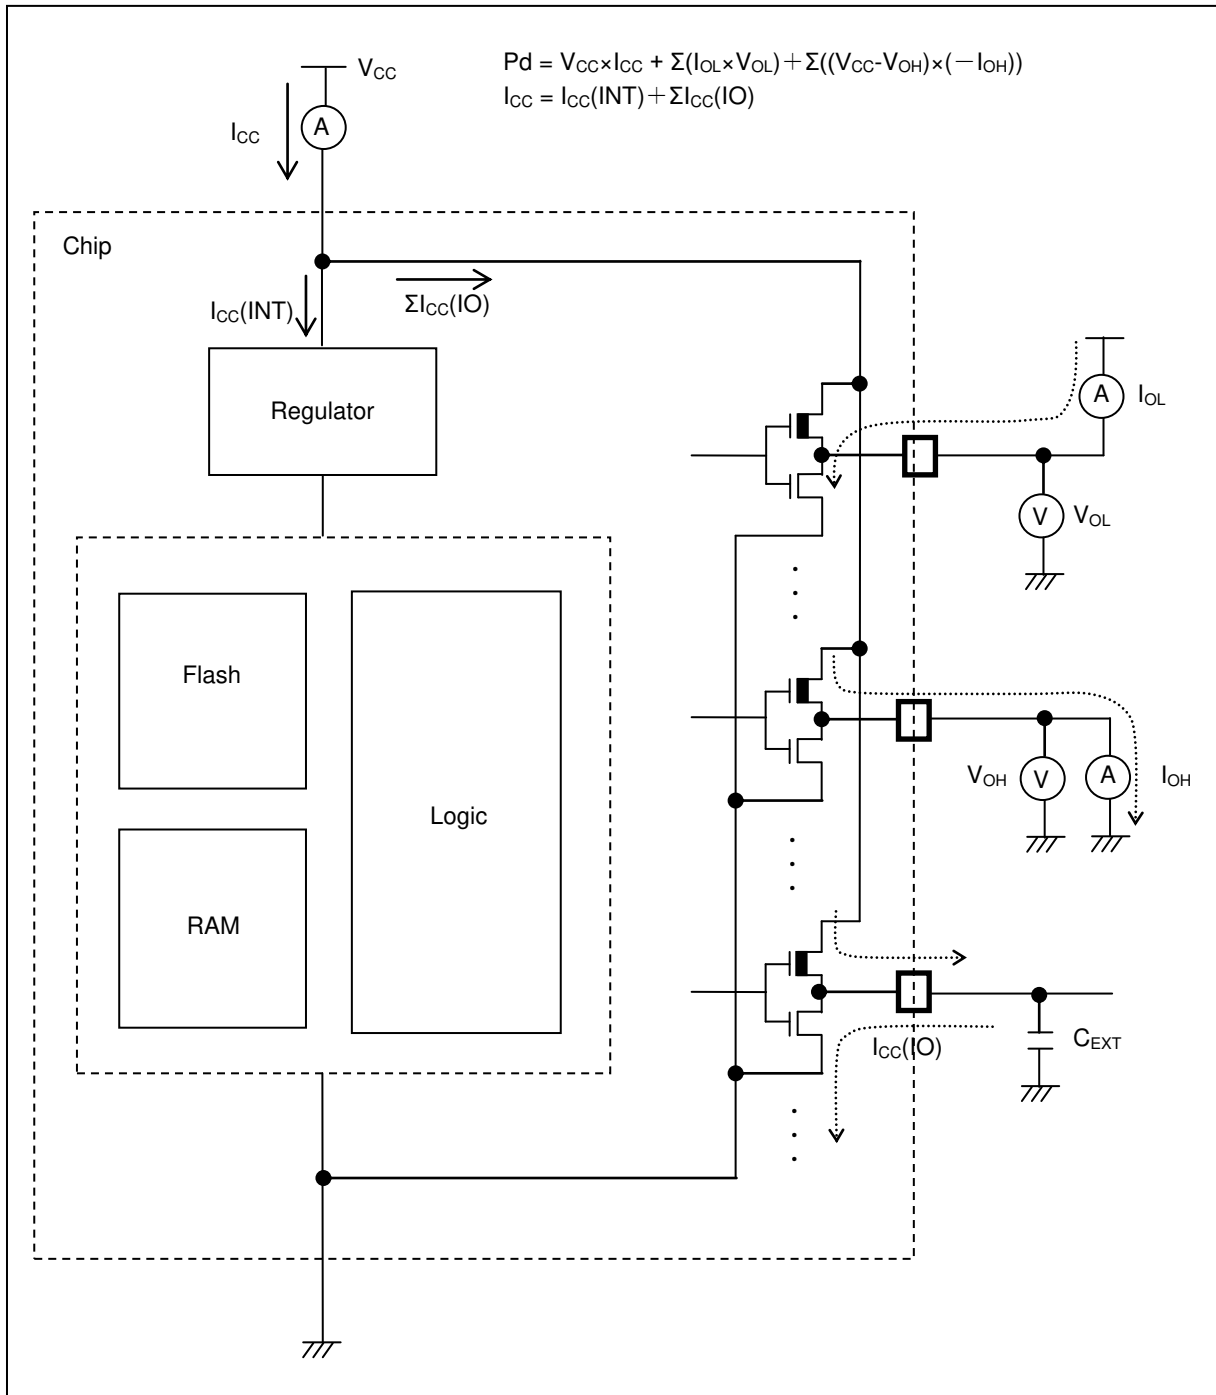 Pd = VCC×ICC + Σ(IOL×VOL)+Σ((VCC-VOH)×(－IOH))
ICC = ICC(INT)+ΣICC(IO)
VCC
A
ICC
Chip
ICC(INT)
ΣICC(IO)
Regulator
A
IOL
V
VOL
Flash
Logic
RAM
VOH
V
A
IOH
ICC(IO)
CEXT